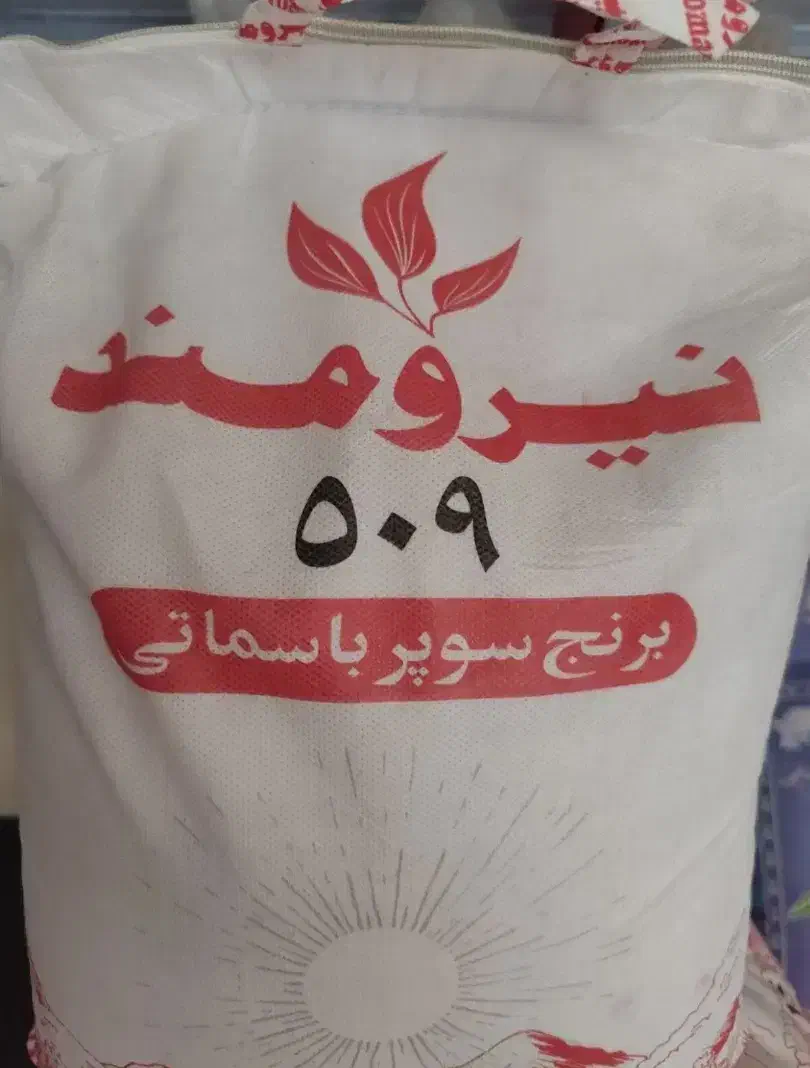 نیرومند
۵۰۹
برنج سوپر باسماتی